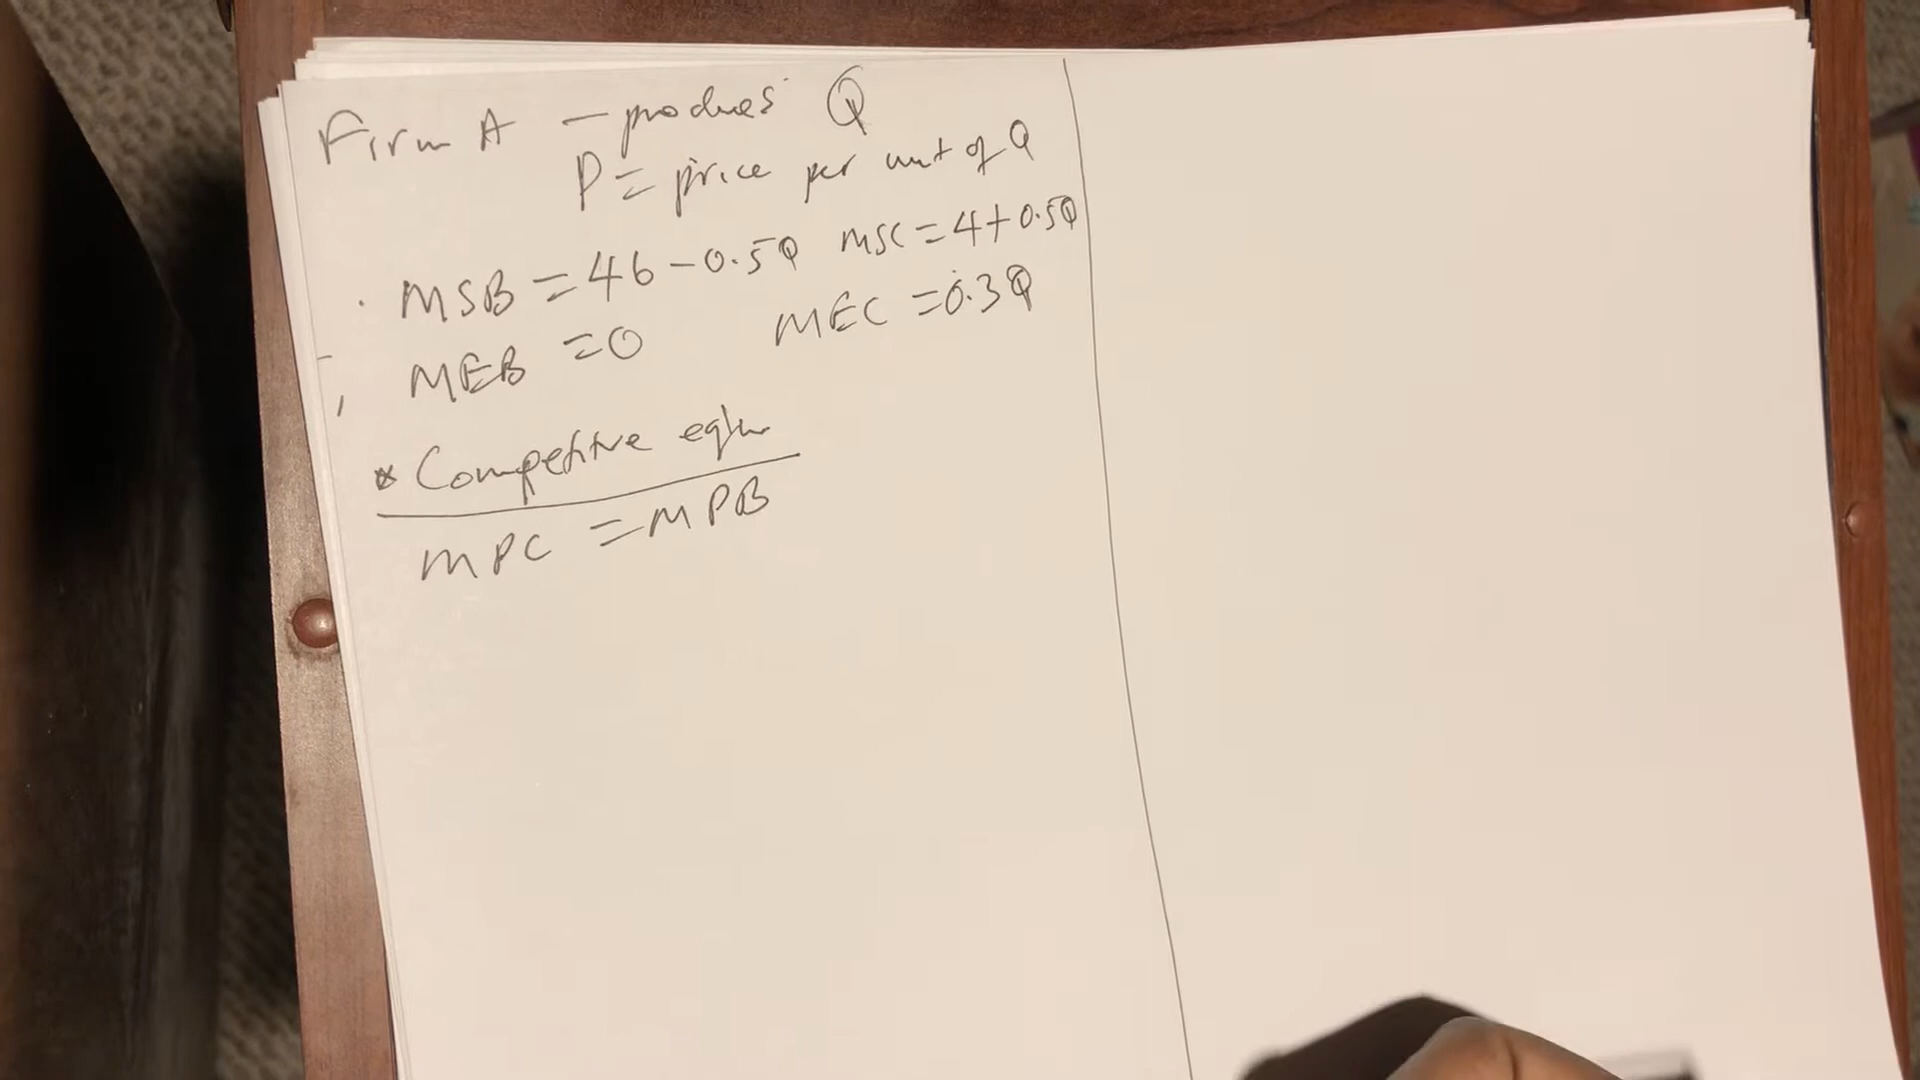 Firm A – produces Q
P = price per unit of Q
MSB = 46 - 0.5Q MSC = 4 + 0.5Q
MEB = 0 MEC = 0.3Q
* Competitive eqlm
MPC = MPB